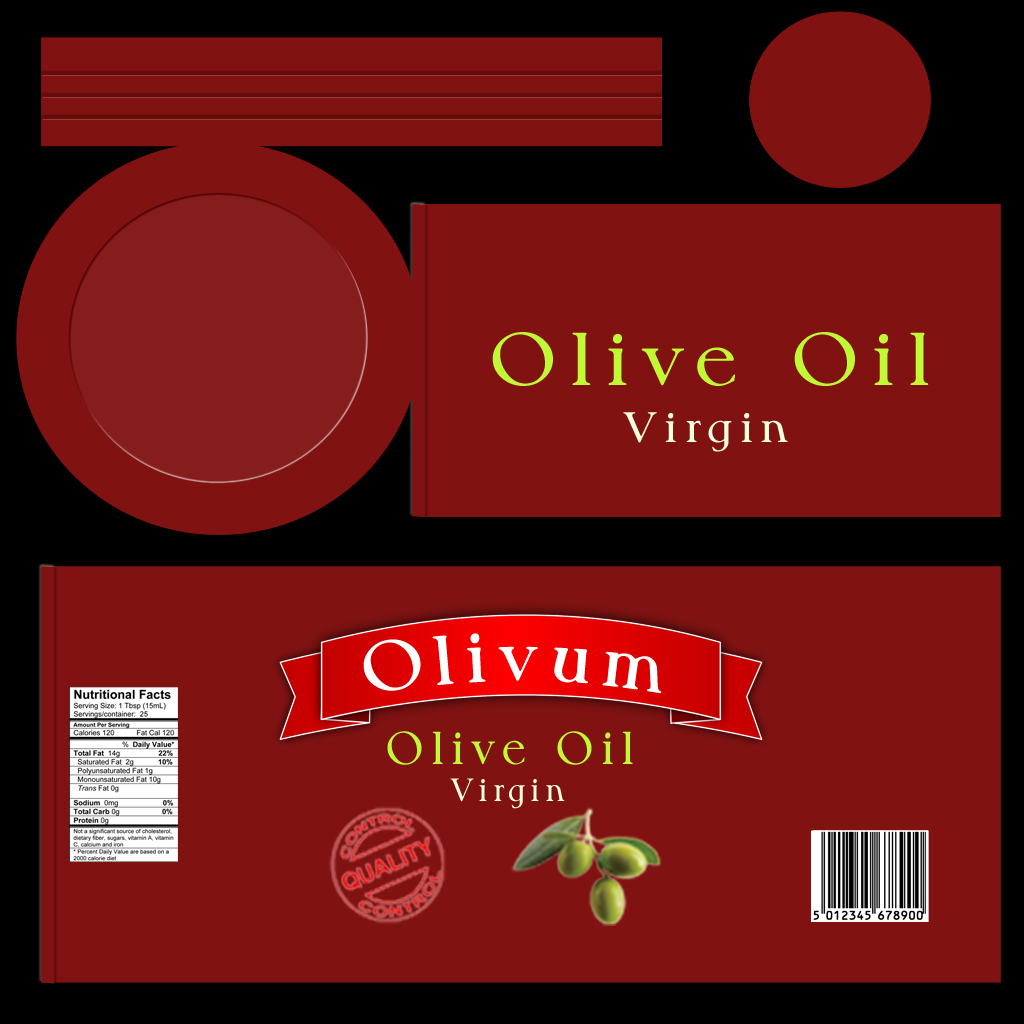 Olive Oil
Virgin
Olivum
Olive Oil
Virgin
Nutritional Facts
Serving Size: 1 Tbsp (15mL)
Servings/container: 25
Amount Per Serving
Calories 120 Fat Cal 120
% Daily Value*
Total Fat 14g 22%
Saturated Fat 2g 10%
Polyunsaturated Fat 1g
Monounsaturated Fat 10g
Trans Fat 0g
Sodium 0mg 0%
Total Carb 0g 0%
Protein 0g
Not a significant source of cholesterol,
dietary fiber, sugars, vitamin A, vitamin
C, calcium and iron
* Percent Daily Value are based on a
2000 calorie diet
CONTROL
QUALITY
CONTROL
5 012345 678900